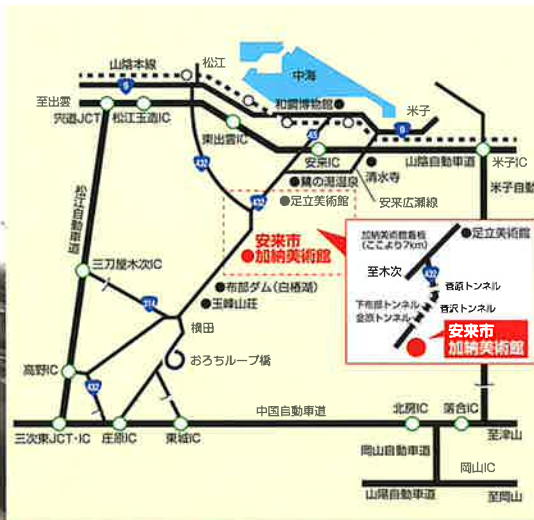 山陰本線
松江
中海
9
至出雲
和鋼博物館
米子
宍道JCT
松江玉造IC
東出雲IC
9
432
安来IC
清水寺
山陰自動車道
米子IC
鷺の湯温泉
安来広瀬線
米子自動
432
足立美術館
松江自動車道
安来市
加納美術館
加納美術館看板
(ここより7km)
足立美術館
至木次
432
菅原トンネル
下布部トンネル
菅沢トンネル
金原トンネル
安来市
加納美術館
三刀屋木次IC
布部ダム(白椿湖)
玉峰山荘
314
横田
おろちループ橋
高野IC
432
中国自動車道
北房IC
落合IC
三次東JCT・IC
庄原IC
東城IC
至津山
岡山自動車道
岡山IC
山陽自動車道
至岡山